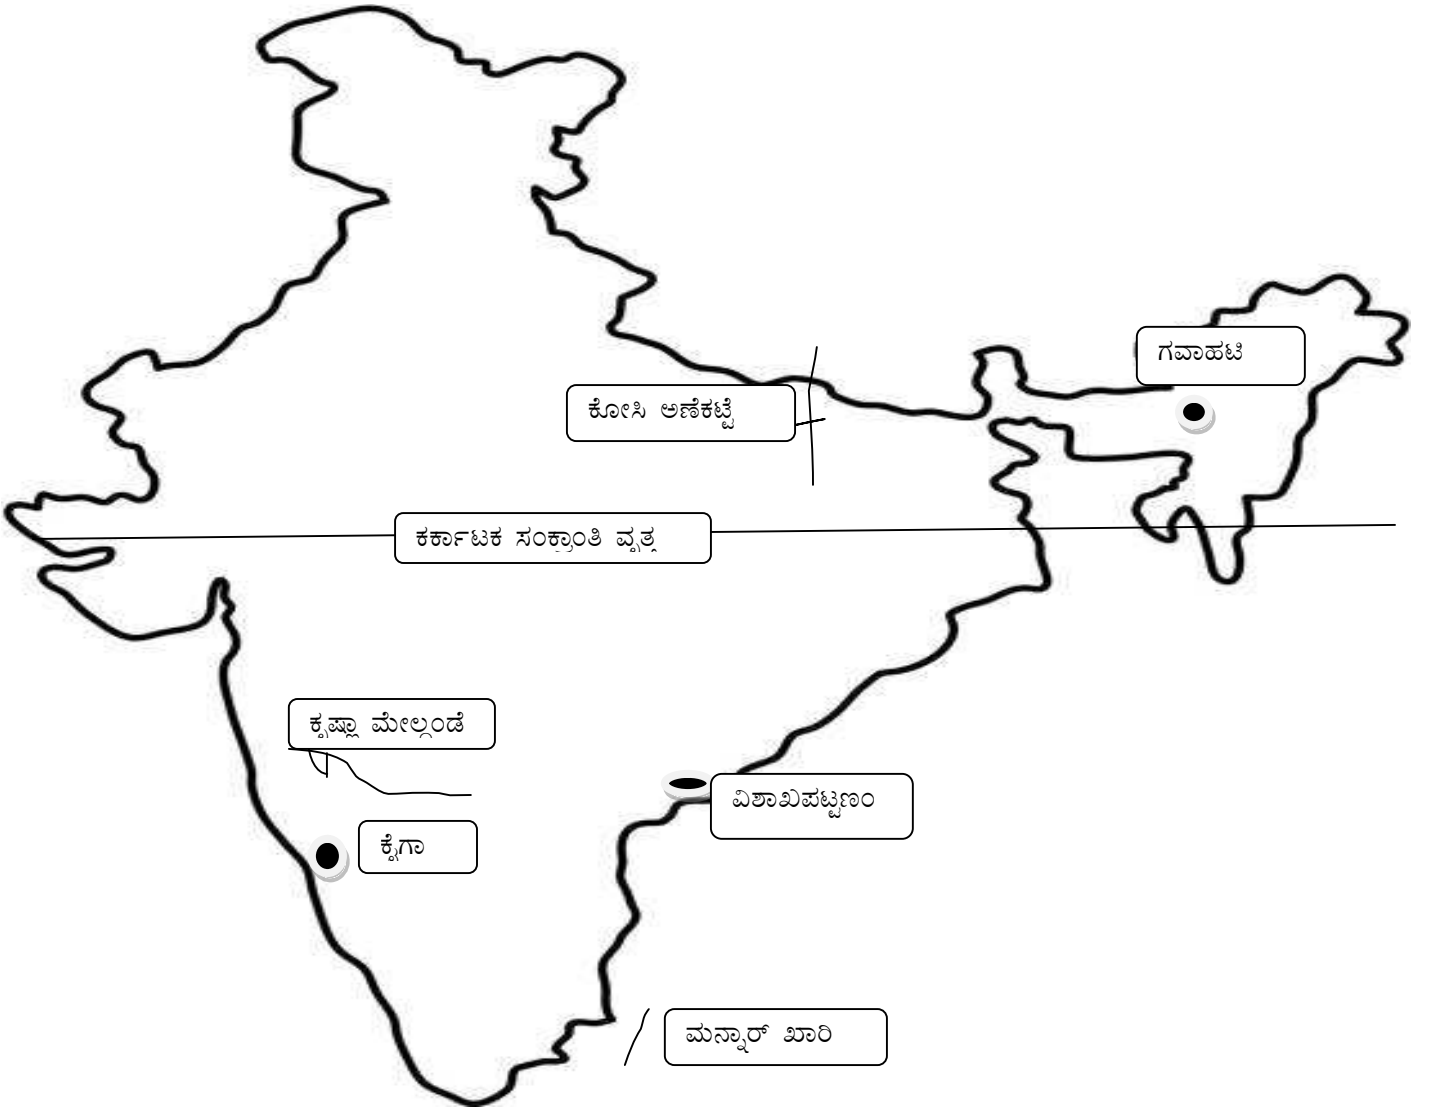 ಗವಾಹಟಿ
ಕೋಸಿ ಅಣೆಕಟ್ಟೆ
ಕರ್ಕಾಟಕ ಸಂಕ್ರಾಂತಿ ವೃತ್ತ
ಕೃಷ್ಣಾ ಮೇಲ್ದಂಡೆ
ವಿಶಾಖಪಟ್ಟಣಂ
ಕೈಗಾ
ಮನ್ನಾರ್ ಖಾರಿ